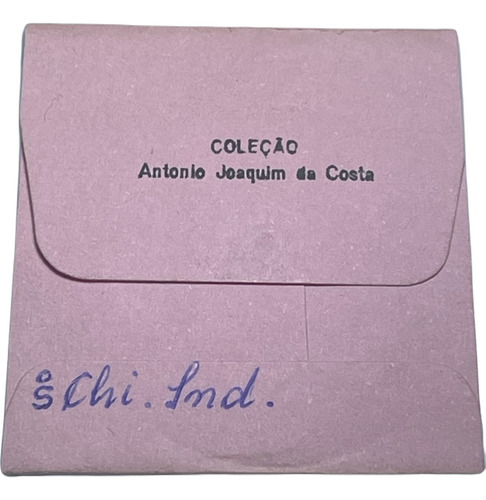 COLEÇÃO
Antonio Joaquim da Costa
Chi. Ind.